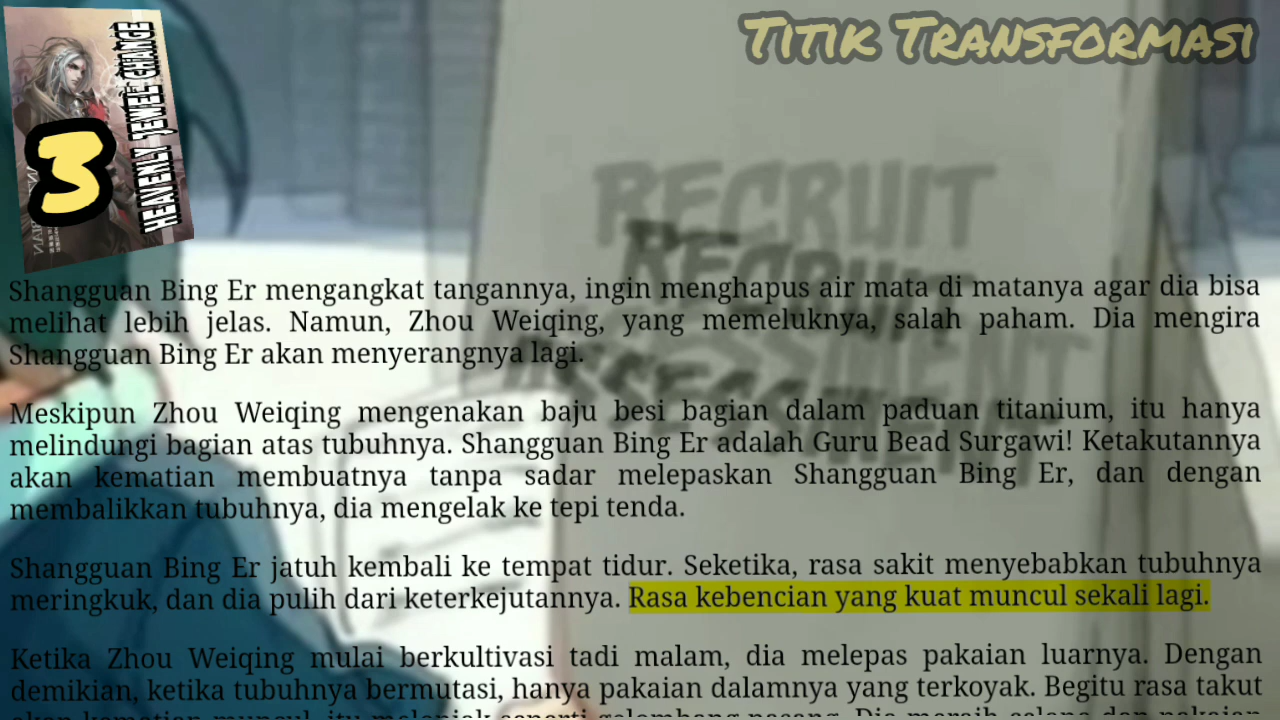 TITIK TRANSFORMASI
HEAVENLY JEWEL CHANGE
3
RECRUIT
RECRUIT
ASSESSMENT
Shangguan Bing Er mengangkat tangannya, ingin menghapus air mata di matanya agar dia bisa
melihat lebih jelas. Namun, Zhou Weiqing, yang memeluknya, salah paham. Dia mengira
Shangguan Bing Er akan menyerangnya lagi.
Meskipun Zhou Weiqing mengenakan baju besi bagian dalam paduan titanium, itu hanya
melindungi bagian atas tubuhnya. Shangguan Bing Er adalah Guru Bead Surgawi! Ketakutannya
akan kematian membuatnya tanpa sadar melepaskan Shangguan Bing Er, dan dengan
membalikkan tubuhnya, dia mengelak ke tepi tenda.
Shangguan Bing Er jatuh kembali ke tempat tidur. Seketika, rasa sakit menyebabkan tubuhnya
meringkuk, dan dia pulih dari keterkejutannya. Rasa kebencian yang kuat muncul sekali lagi.
Ketika Zhou Weiqing mulai berkultivasi tadi malam, dia melepas pakaian luarnya. Dengan
demikian, ketika tubuhnya bermutasi, hanya pakaian dalamnya yang terkoyak. Begitu rasa takut